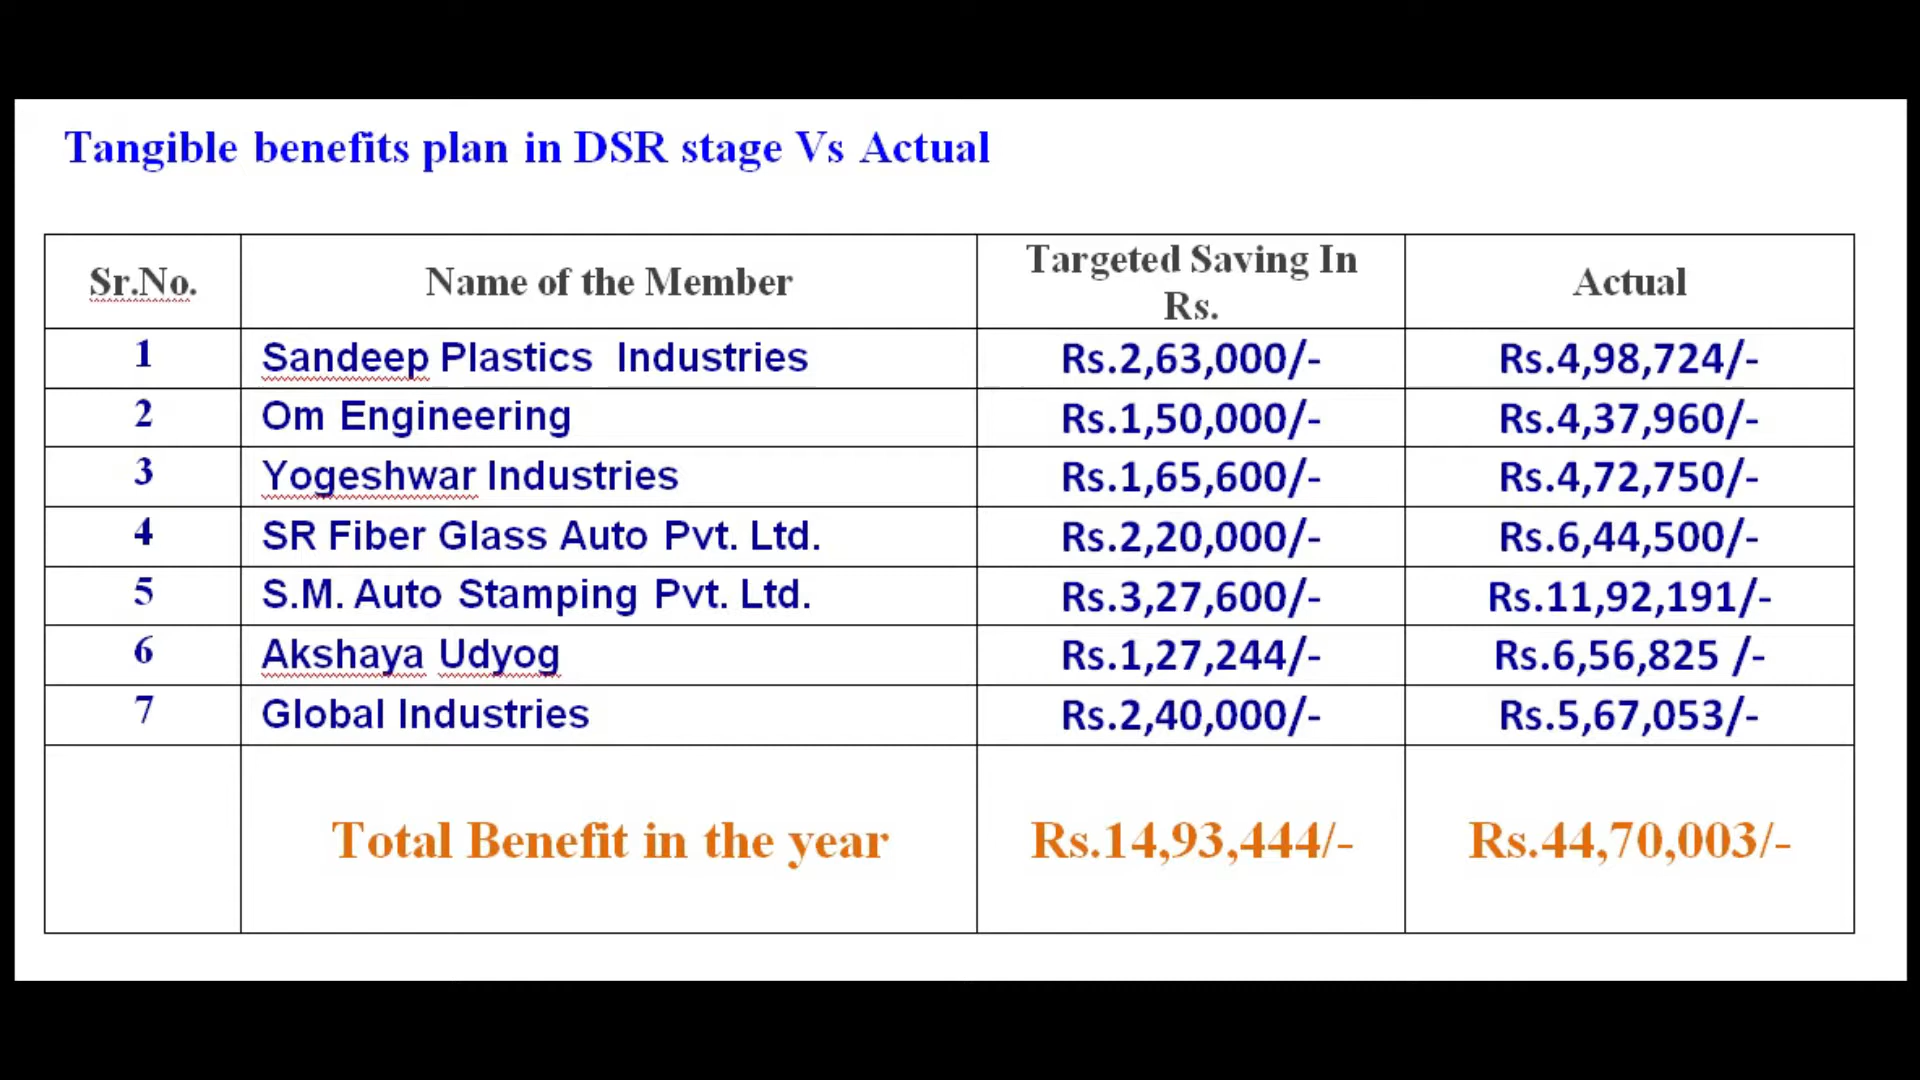 Tangible benefits plan in DSR stage Vs Actual
Sr.No. Name of the Member Targeted Saving In Rs. Actual
1 Sandeep Plastics Industries Rs.2,63,000/- Rs.4,98,724/-
2 Om Engineering Rs.1,50,000/- Rs.4,37,960/-
3 Yogeshwar Industries Rs.1,65,600/- Rs.4,72,750/-
4 SR Fiber Glass Auto Pvt. Ltd. Rs.2,20,000/- Rs.6,44,500/-
5 S.M. Auto Stamping Pvt. Ltd. Rs.3,27,600/- Rs.11,92,191/-
6 Akshaya Udyog Rs.1,27,244/- Rs.6,56,825 /-
7 Global Industries Rs.2,40,000/- Rs.5,67,053/-
Total Benefit in the year Rs.14,93,444/- Rs.44,70,003/-